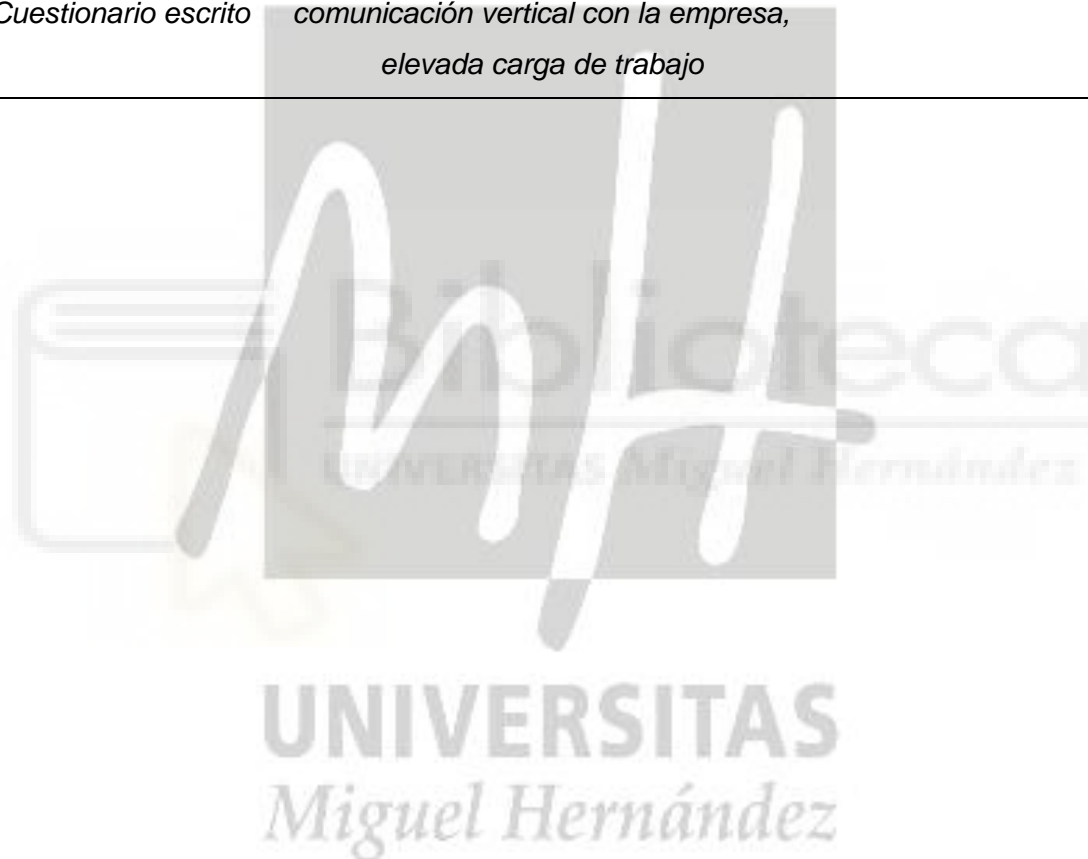 Cuestionario escrito comunicación vertical con la empresa,
elevada carga de trabajo
Biblioteca
UNIVERSITAS Miguel Hernández
UNIVERSITAS
Miguel Hernández